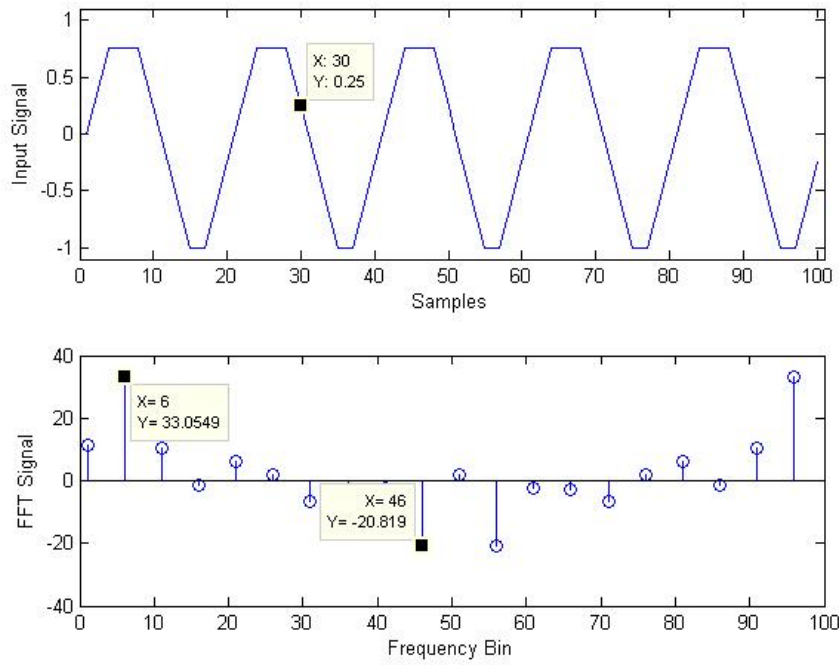 1
0.5
0
-0.5
-1
Input Signal
X: 30
Y: 0.25
0 10 20 30 40 50 60 70 80 90 100
Samples
40
20
0
-20
-40
FFT Signal
X= 6
Y= 33.0549
X= 46
Y= -20.819
0 10 20 30 40 50 60 70 80 90 100
Frequency Bin